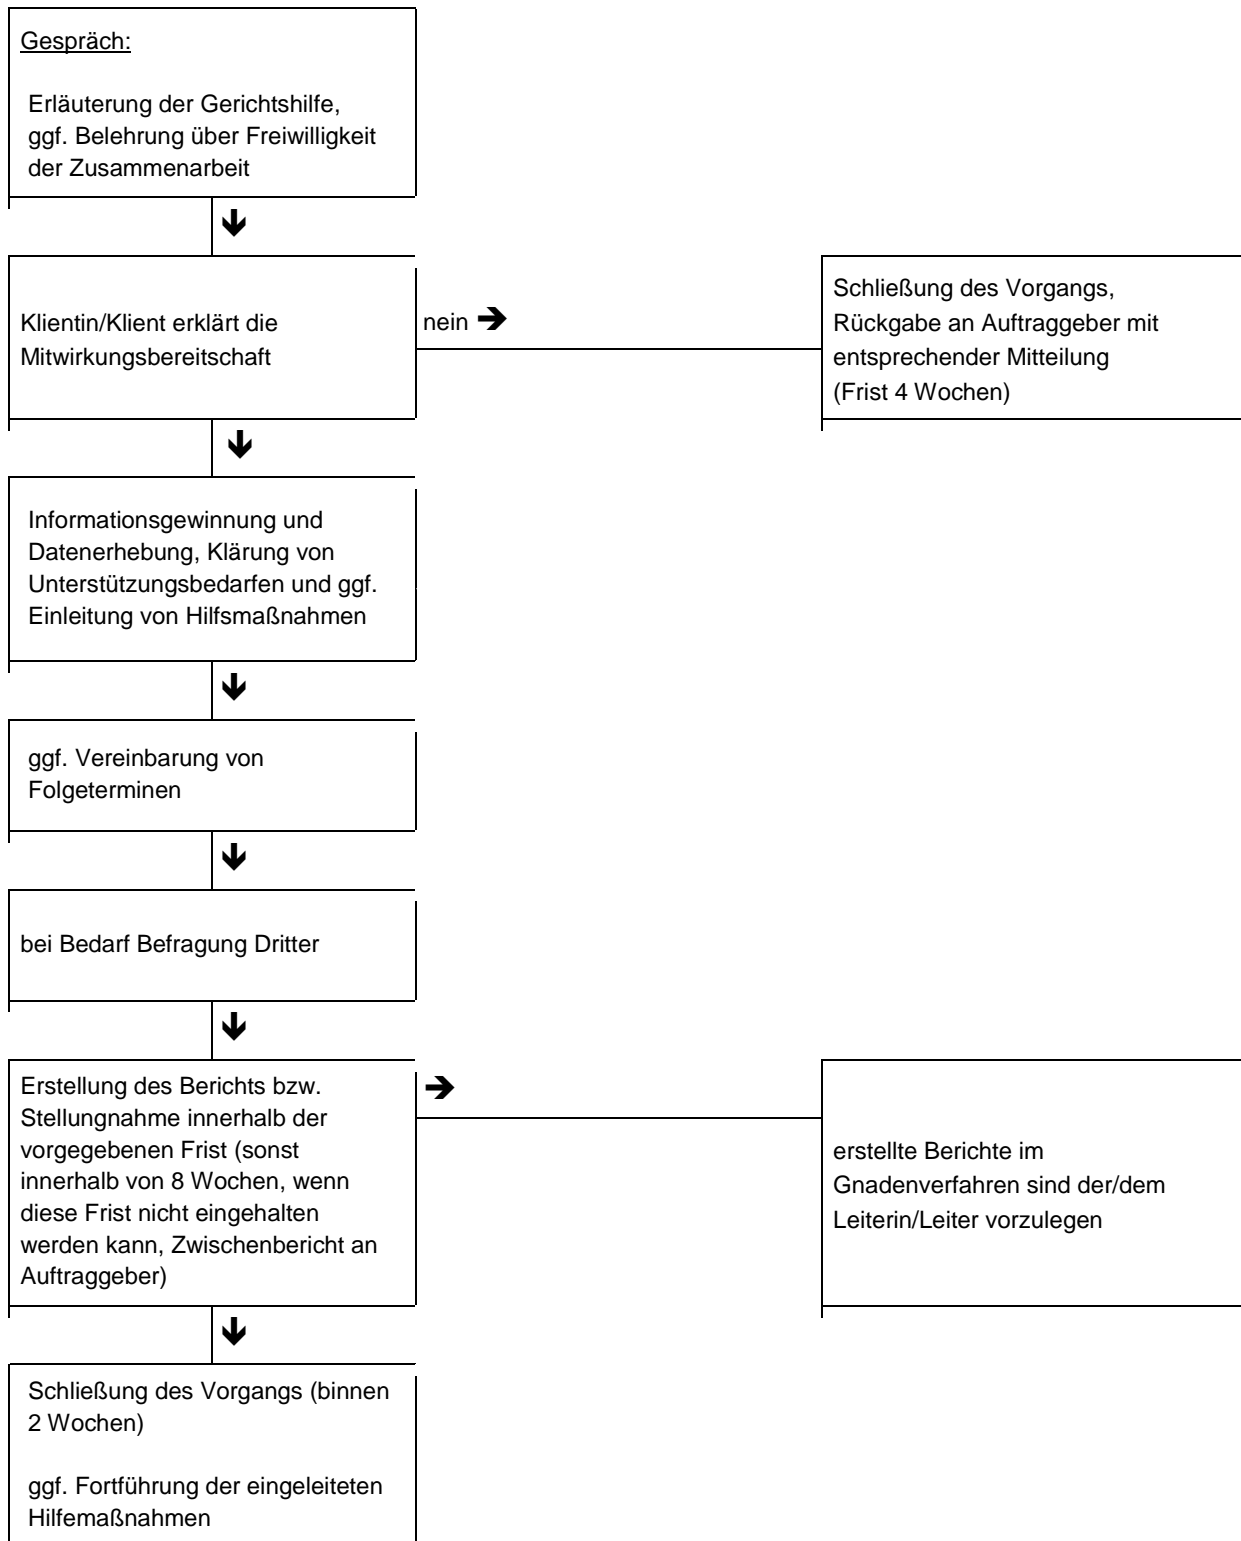 Gespräch:
Erläuterung der Gerichtshilfe,
ggf. Belehrung über Freiwilligkeit
der Zusammenarbeit
🡻
Klientin/Klient erklärt die
Mitwirkungsbereitschaft
nein 🡺
Schließung des Vorgangs,
Rückgabe an Auftraggeber mit
entsprechender Mitteilung
(Frist 4 Wochen)
🡻
Informationsgewinnung und
Datenerhebung, Klärung von
Unterstützungsbedarfen und ggf.
Einleitung von Hilfsmaßnahmen
🡻
ggf. Vereinbarung von
Folgeterminen
🡻
bei Bedarf Befragung Dritter
🡻
Erstellung des Berichts bzw.
Stellungnahme innerhalb der
vorgegebenen Frist (sonst
innerhalb von 8 Wochen, wenn
diese Frist nicht eingehalten
werden kann, Zwischenbericht an
Auftraggeber)
🡺
erstellte Berichte im
Gnadenverfahren sind der/dem
Leiterin/Leiter vorzulegen
🡻
Schließung des Vorgangs (binnen
2 Wochen)
ggf. Fortführung der eingeleiteten
Hilfemaßnahmen